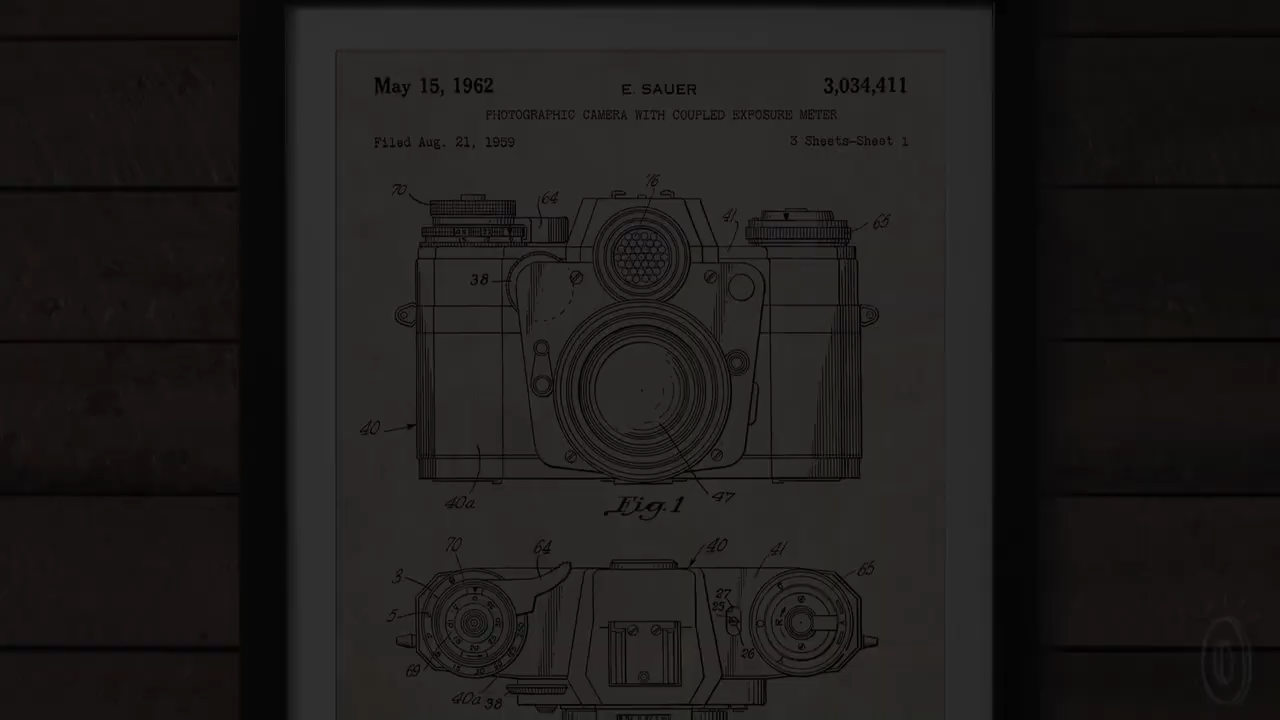 May 15, 1962 E. SAUER 3,034,411
PHOTOGRAPHIC CAMERA WITH COUPLED EXPOSURE METER
Filed Aug. 21, 1959 3 Sheets-Sheet 1
76
70 64 41 65
38
40
40a 47
Fig. 1
70 64 40 41 65
3
27
5 25
26
69
40a 38